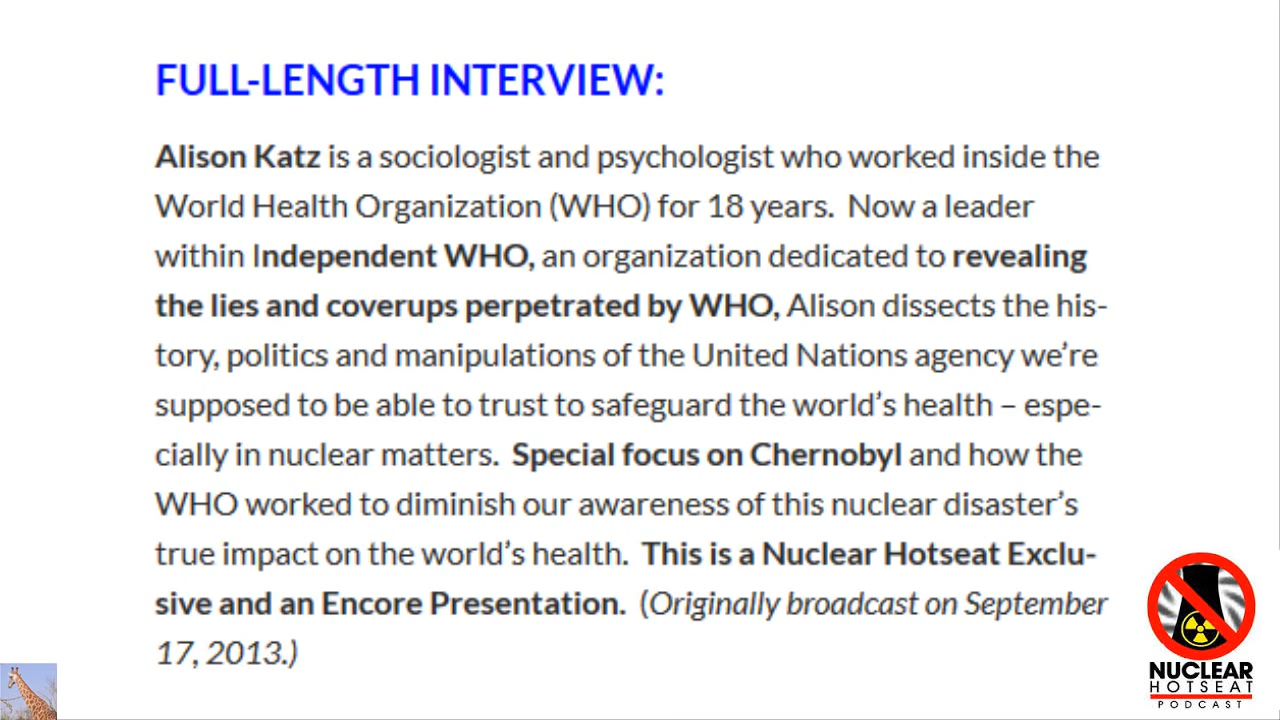 FULL-LENGTH INTERVIEW:
Alison Katz is a sociologist and psychologist who worked inside the
World Health Organization (WHO) for 18 years.  Now a leader
within Independent WHO, an organization dedicated to revealing
the lies and coverups perpetrated by WHO, Alison dissects the his-
tory, politics and manipulations of the United Nations agency we’re
supposed to be able to trust to safeguard the world’s health – espe-
cially in nuclear matters.  Special focus on Chernobyl and how the
WHO worked to diminish our awareness of this nuclear disaster’s
true impact on the world’s health.  This is a Nuclear Hotseat Exclu-
sive and an Encore Presentation.  (Originally broadcast on September
17, 2013.)
NUCLEAR
HOTSEAT
PODCAST